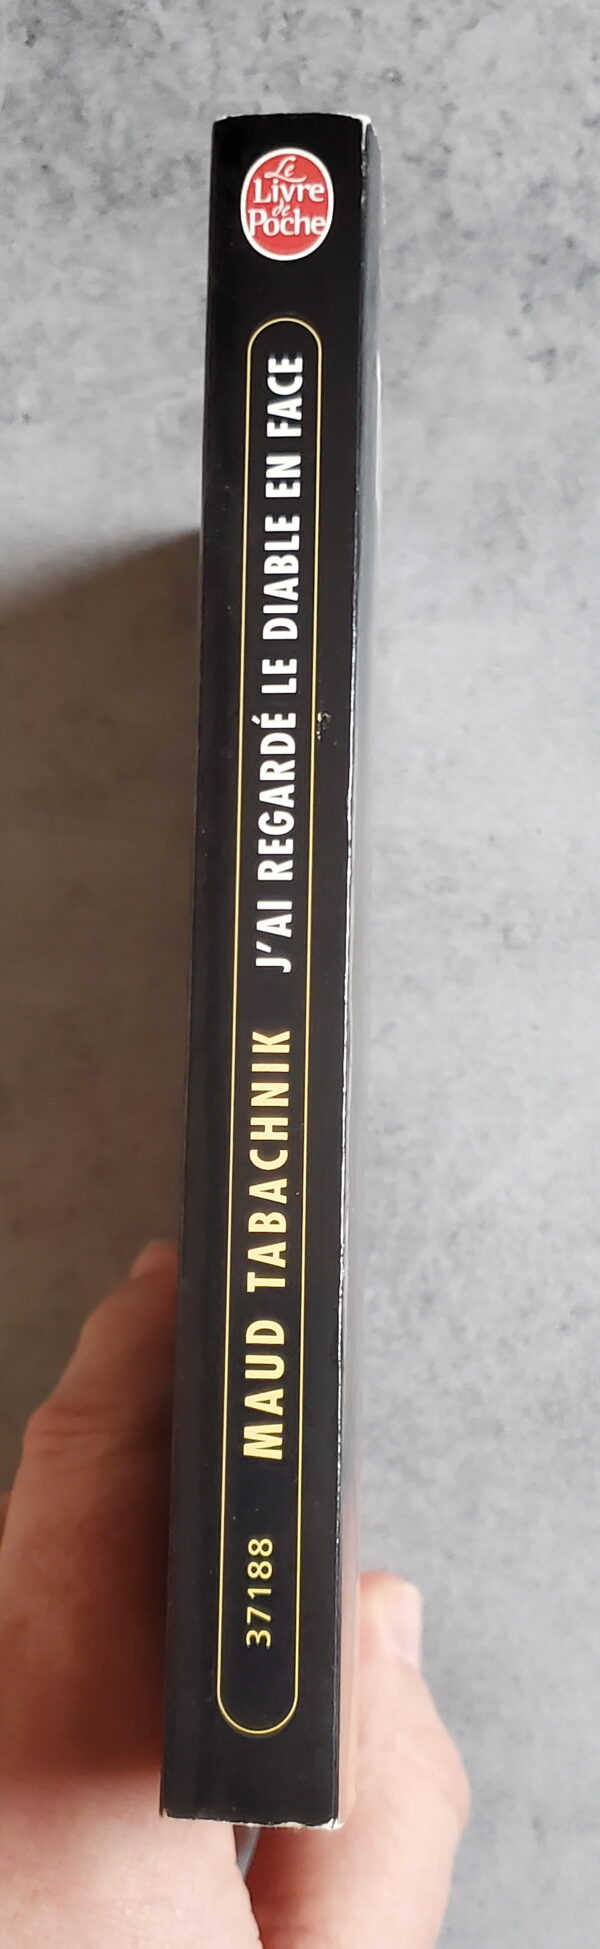 Le
Livre
de
Poche
37188 MAUD TABACHNIK J'AI REGARDÉ LE DIABLE EN FACE